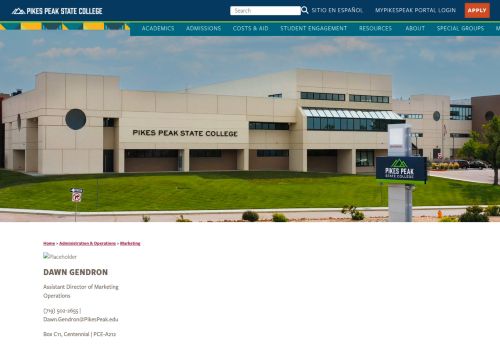 PIKES PEAK STATE COLLEGE
Search
SITIO EN ESPAÑOL
MYPIKESPEAK PORTAL LOGIN
APPLY
ACADEMICS ADMISSIONS COSTS & AID STUDENT ENGAGEMENT RESOURCES ABOUT SPECIAL GROUPS M
PIKES PEAK STATE COLLEGE
PIKES PEAK
STATE COLLEGE
Home > Administration & Operations > Marketing
Placeholder
DAWN GENDRON
Assistant Director of Marketing
Operations
(719) 502-2655 |
Dawn.Gendron@PikesPeak.edu
Box C11, Centennial | PCE-A212